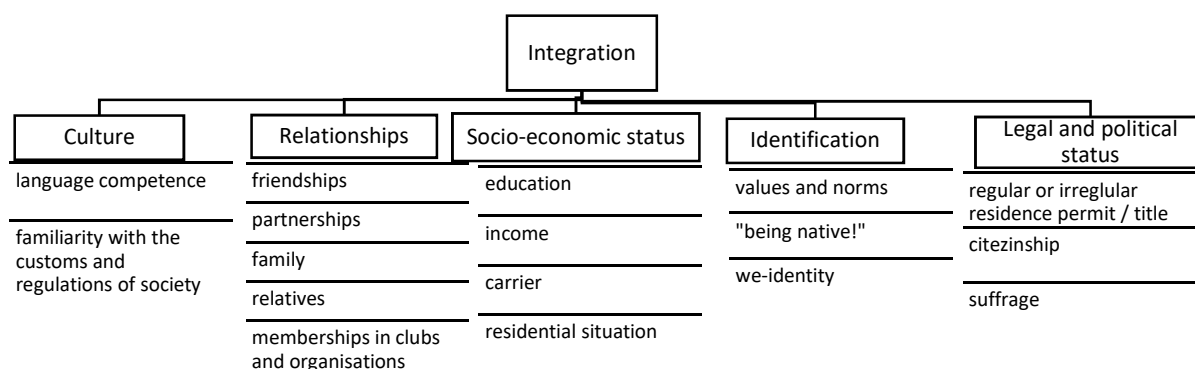 Integration
Culture
language competence
familiarity with the
customs and
regulations of society
Relationships
friendships
partnerships
family
relatives
memberships in clubs
and organisations
Socio-economic status
education
income
carrier
residential situation
Identification
values and norms
"being native!"
we-identity
Legal and political
status
regular or irreglular
residence permit / title
citezinship
suffrage